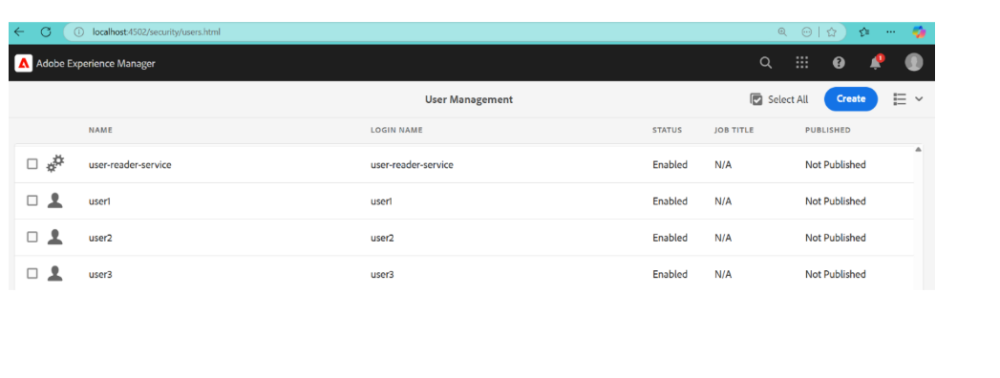 localhost:4502/security/users.html
Adobe Experience Manager
1
User Management
Select All
Create
NAME LOGIN NAME STATUS JOB TITLE PUBLISHED
user-reader-service user-reader-service Enabled N/A Not Published
user1 user1 Enabled N/A Not Published
user2 user2 Enabled N/A Not Published
user3 user3 Enabled N/A Not Published